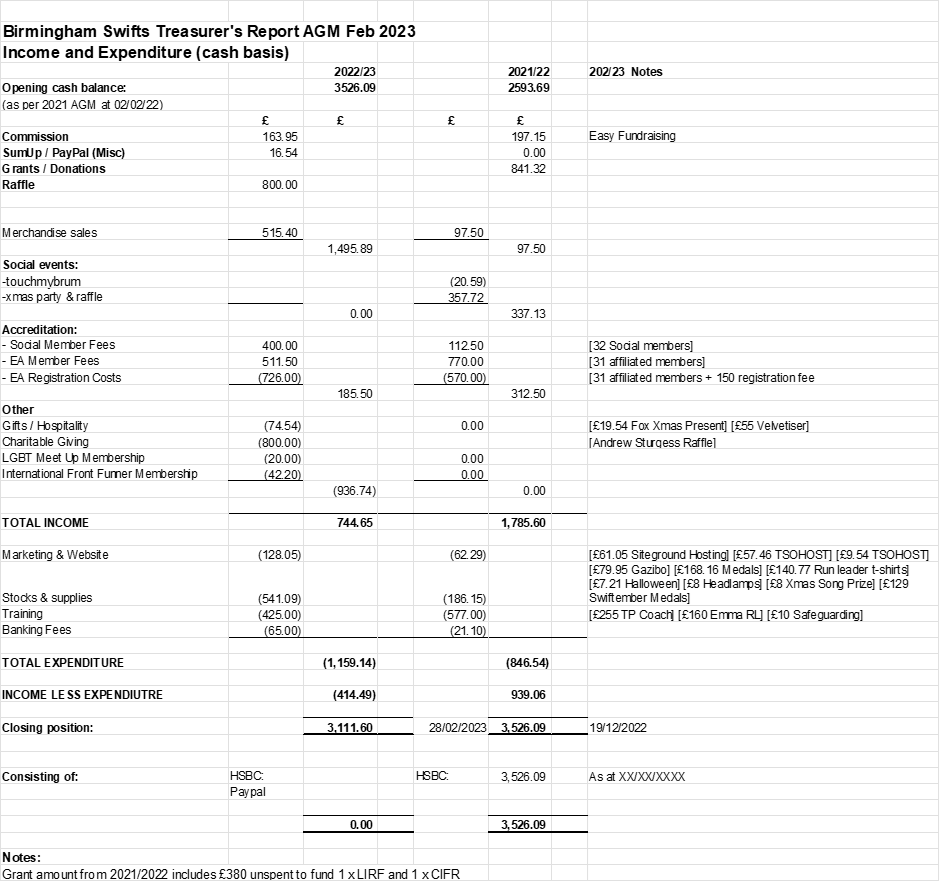 Birmingham Swifts Treasurer's Report AGM Feb 2023
Income and Expenditure (cash basis)
2022/23 2021/22 202/23 Notes
Opening cash balance: 3526.09 2593.69
(as per 2021 AGM at 02/02/22)
£ £ £ £
Commission 163.95 197.15 Easy Fundraising
SumUp / PayPal (Misc) 16.54 0.00
Grants / Donations 841.32
Raffle 800.00
Merchandise sales 515.40 97.50
1,495.89 97.50
Social events:
-touchmybrum (20.59)
-xmas party & raffle 357.72
0.00 337.13
Accreditation:
- Social Member Fees 400.00 112.50 [32 Social members]
- EA Member Fees 511.50 770.00 [31 affiliated members]
- EA Registration Costs (726.00) (570.00) [31 affiliated members + 150 registration fee
185.50 312.50
Other
Gifts / Hospitality (74.54) 0.00 [£19.54 Fox Xmas Present] [£55 Velvetiser]
Charitable Giving (800.00) [Andrew Sturgess Raffle]
LGBT Meet Up Membership (20.00) 0.00
International Front Funner Membership (42.20) 0.00
(936.74) 0.00
TOTAL INCOME 744.65 1,785.60
Marketing & Website (128.05) (62.29) [£61.05 Siteground Hosting] [£57.46 TSOHOST] [£9.54 TSOHOST]
[£79.95 Gazibo] [£168.16 Medals] [£140.77 Run leader t-shirts]
[£7.21 Halloween] [£8 Headlamps] [£8 Xmas Song Prize] [£129
Stocks & supplies (541.09) (186.15) Swiftember Medals]
Training (425.00) (577.00) [£255 TP Coach] [£160 Emma RL] [£10 Safeguarding]
Banking Fees (65.00) (21.10)
TOTAL EXPENDITURE (1,159.14) (846.54)
INCOME LESS EXPENDIUTRE (414.49) 939.06
Closing position: 3,111.60 28/02/2023 3,526.09 19/12/2022
Consisting of: HSBC: HSBC: 3,526.09 As at XX/XX/XXXX
Paypal
0.00 3,526.09
Notes:
Grant amount from 2021/2022 includes £380 unspent to fund 1 x LIRF and 1 x CIFR